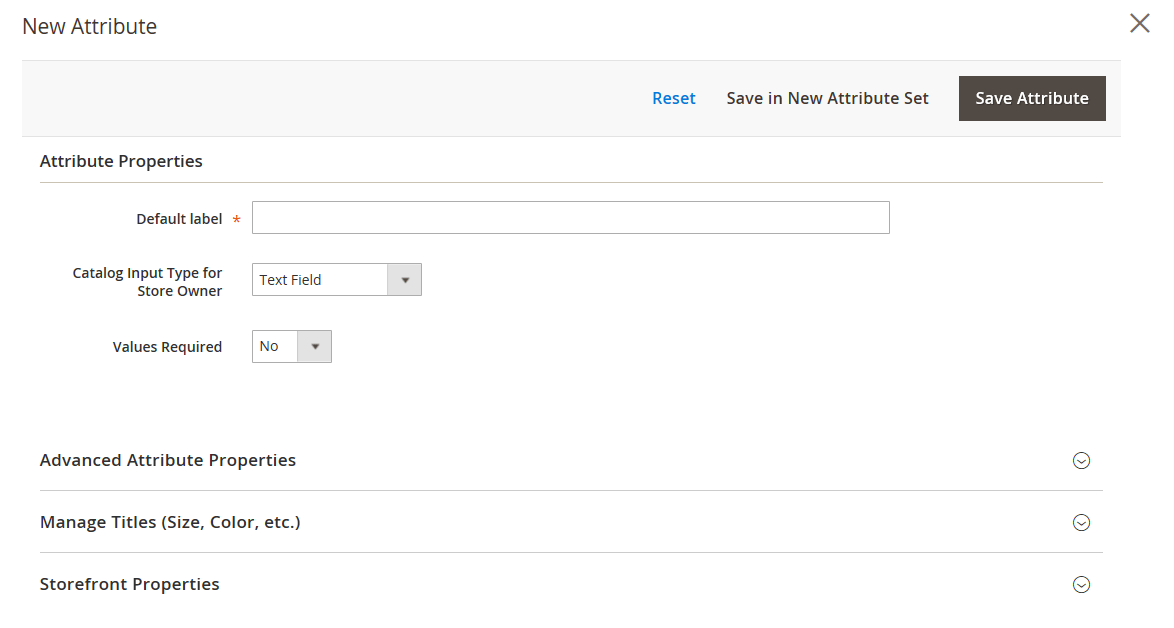 New Attribute
Reset
Save in New Attribute Set
Save Attribute
Attribute Properties
Default label *
Catalog Input Type for
Store Owner
Text Field
Values Required
No
Advanced Attribute Properties
Manage Titles (Size, Color, etc.)
Storefront Properties